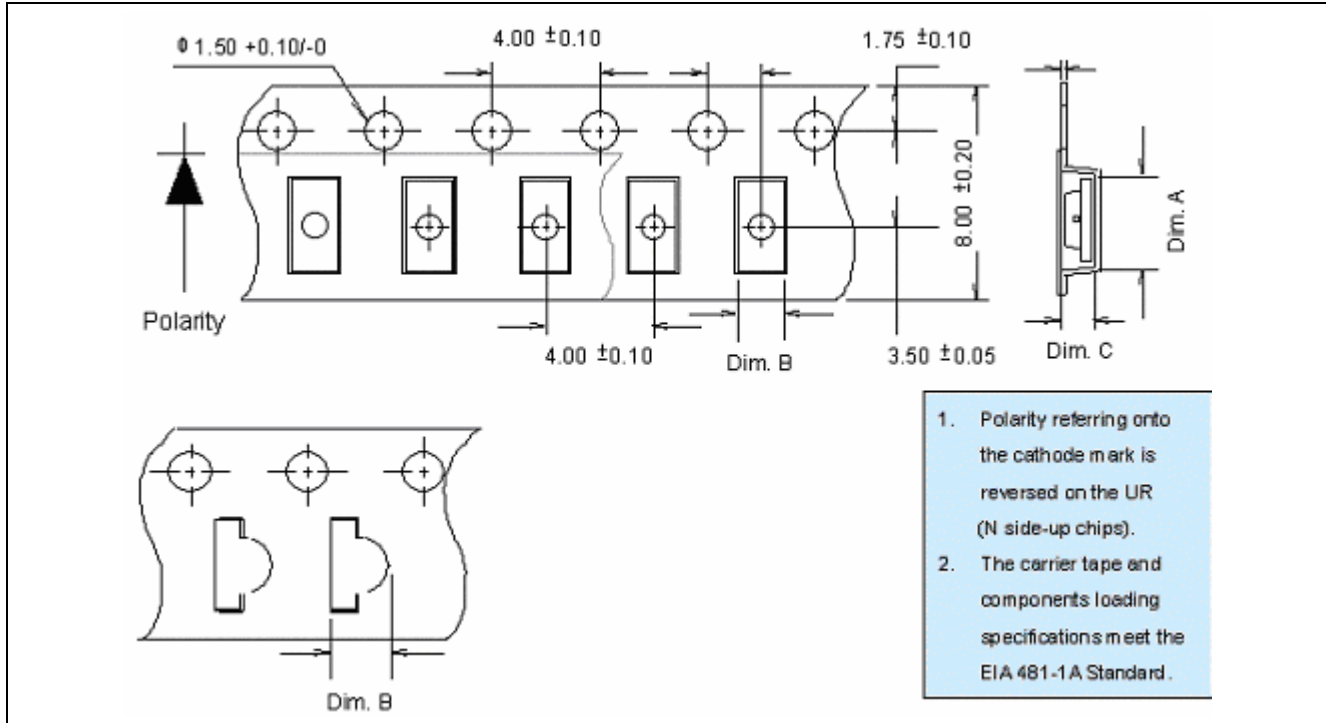 Φ 1.50 +0.10/-0
4.00 ±0.10
1.75 ±0.10
8.00 ±0.20
Dim. A
Polarity
4.00 ±0.10
Dim. B
3.50 ±0.05
Dim. C
Dim. B
1. Polarity referring onto
the cathode mark is
reversed on the UR
(N side-up chips).
2. The carrier tape and
components loading
specifications meet the
EIA 481-1A Standard.